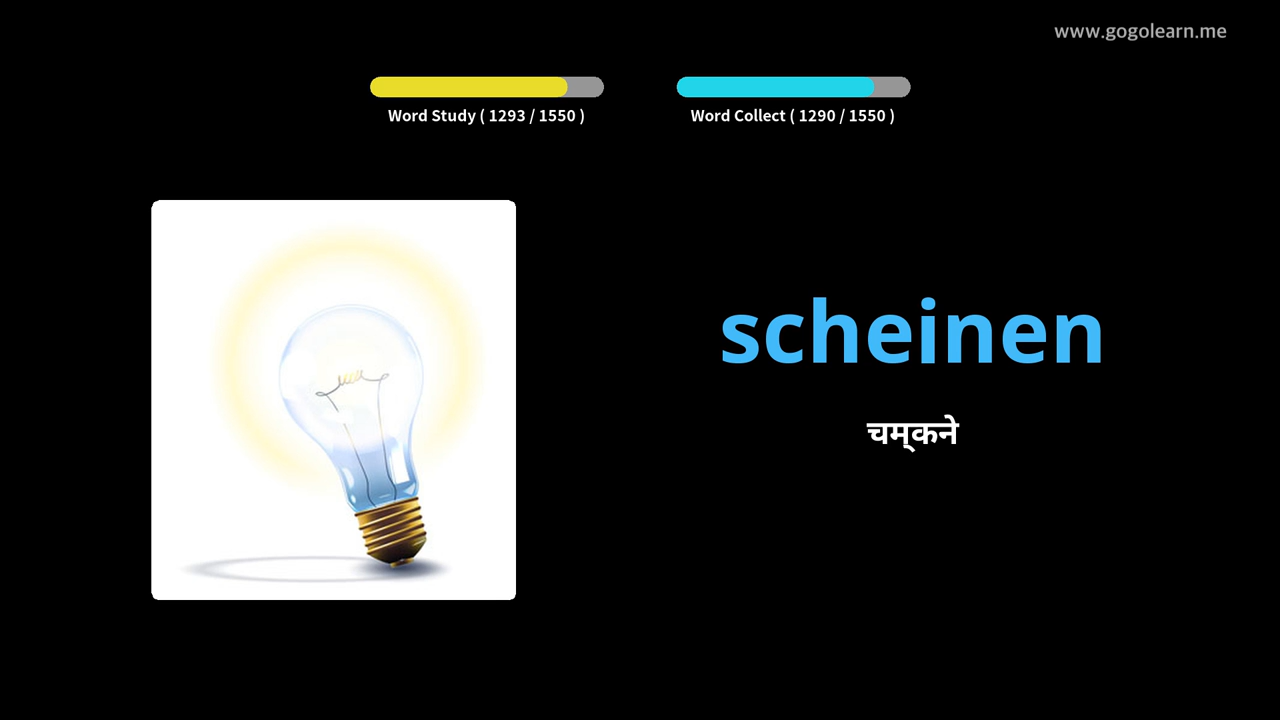 www.gogolearn.me
Word Study ( 1293 / 1550 )
Word Collect ( 1290 / 1550 )
scheinen
चम्‌कने